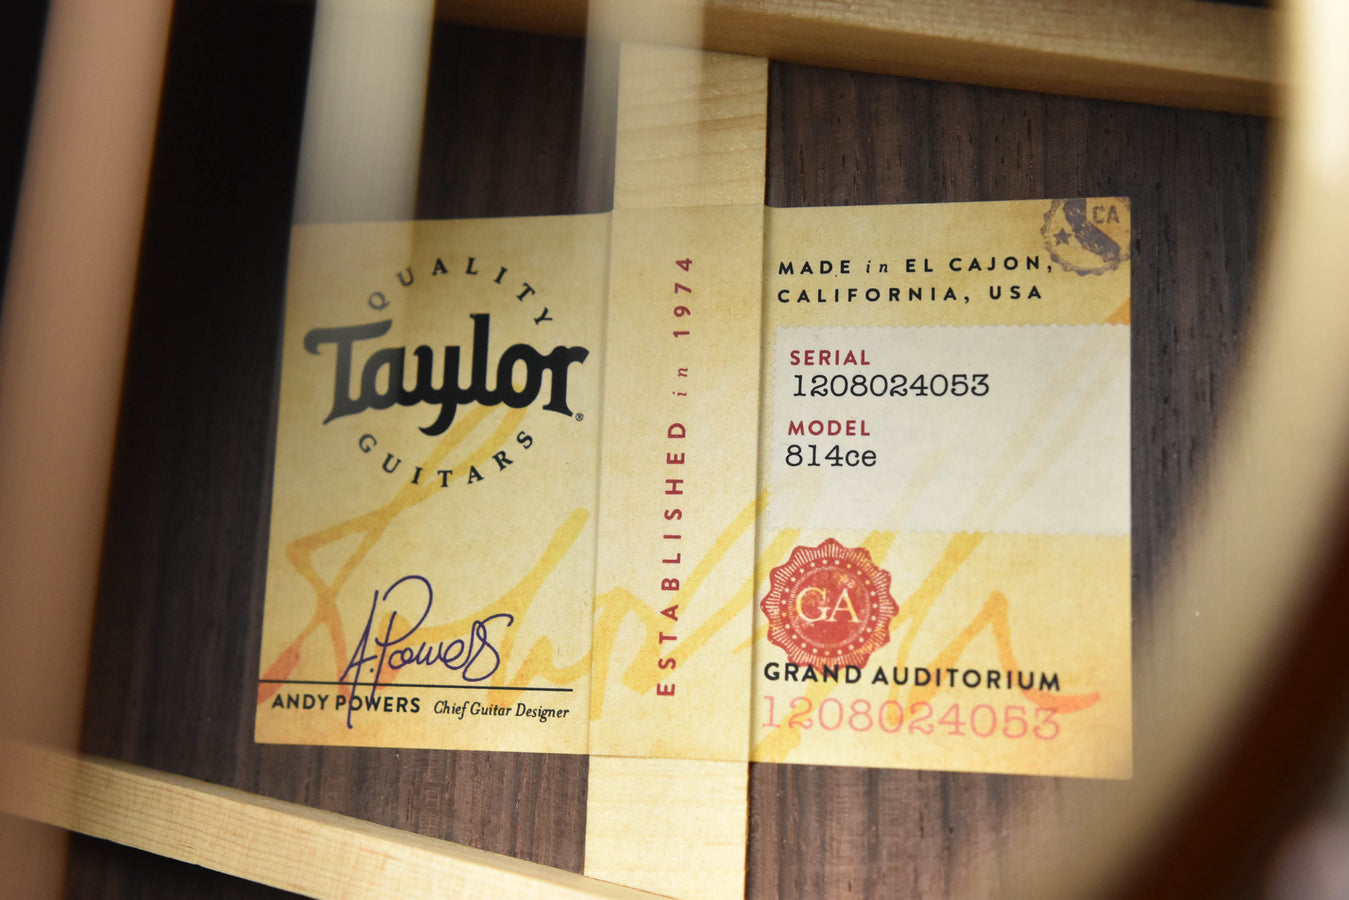 QUALITY
Taylor®
GUITARS
A. Powers
ANDY POWERS Chief Guitar Designer
ESTABLISHED in 1974
CA
MADE in EL CAJON,
CALIFORNIA, USA
SERIAL
1208024053
MODEL
814ce
GA
GRAND AUDITORIUM
1208024053